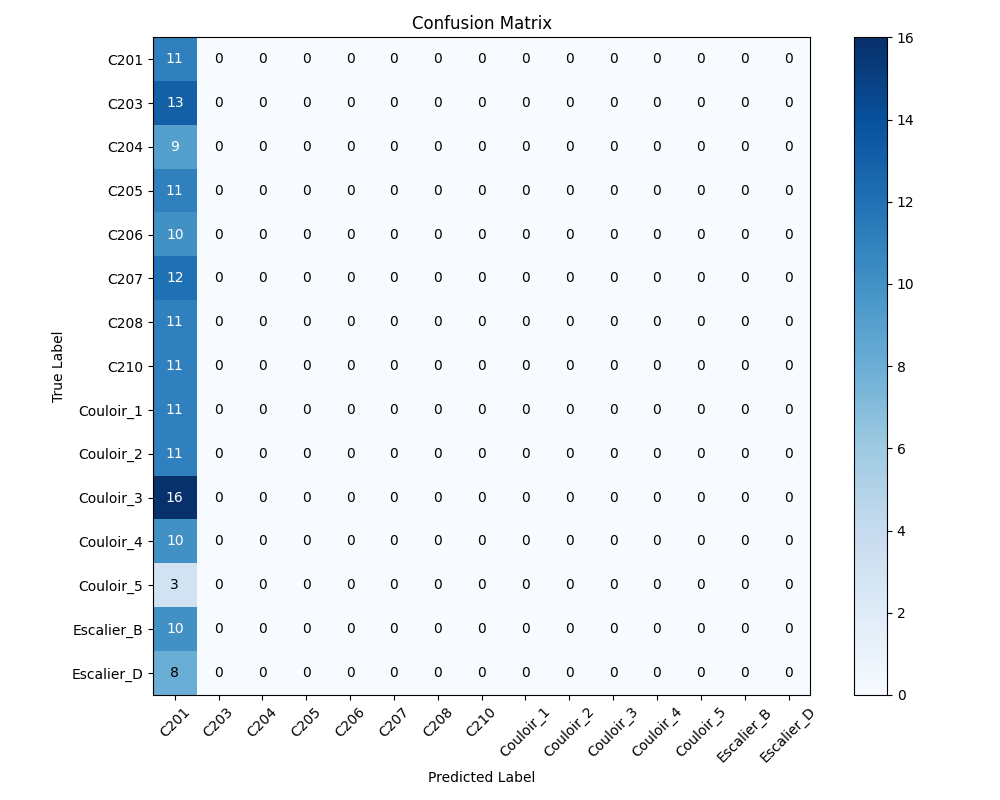 Confusion Matrix
C201 11 0 0 0 0 0 0 0 0 0 0 0 0 0 0
C203 13 0 0 0 0 0 0 0 0 0 0 0 0 0 0
C204 9 0 0 0 0 0 0 0 0 0 0 0 0 0 0
C205 11 0 0 0 0 0 0 0 0 0 0 0 0 0 0
C206 10 0 0 0 0 0 0 0 0 0 0 0 0 0 0
C207 12 0 0 0 0 0 0 0 0 0 0 0 0 0 0
C208 11 0 0 0 0 0 0 0 0 0 0 0 0 0 0
C210 11 0 0 0 0 0 0 0 0 0 0 0 0 0 0
Couloir_1 11 0 0 0 0 0 0 0 0 0 0 0 0 0 0
Couloir_2 11 0 0 0 0 0 0 0 0 0 0 0 0 0 0
Couloir_3 16 0 0 0 0 0 0 0 0 0 0 0 0 0 0
Couloir_4 10 0 0 0 0 0 0 0 0 0 0 0 0 0 0
Couloir_5 3 0 0 0 0 0 0 0 0 0 0 0 0 0 0
Escalier_B 10 0 0 0 0 0 0 0 0 0 0 0 0 0 0
Escalier_D 8 0 0 0 0 0 0 0 0 0 0 0 0 0 0
C201 C203 C204 C205 C206 C207 C208 C210 Couloir_1 Couloir_2 Couloir_3 Couloir_4 Couloir_5 Escalier_B Escalier_D
Predicted Label
True Label
16
14
12
10
8
6
4
2
0